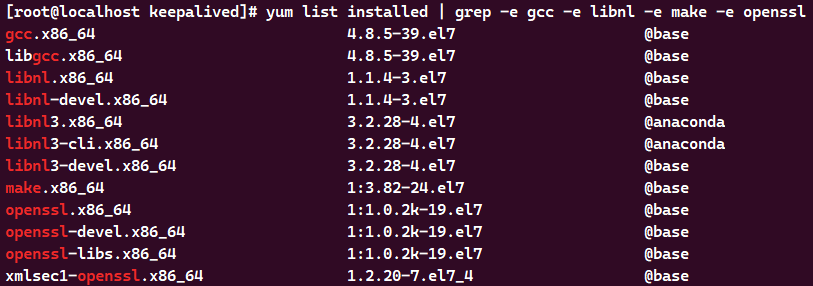 [root@localhost keepalived]# yum list installed | grep -e gcc -e libnl -e make -e openssl
gcc.x86_64 4.8.5-39.el7 @base
libgcc.x86_64 4.8.5-39.el7 @base
libnl.x86_64 1.1.4-3.el7 @base
libnl-devel.x86_64 1.1.4-3.el7 @base
libnl3.x86_64 3.2.28-4.el7 @anaconda
libnl3-cli.x86_64 3.2.28-4.el7 @anaconda
libnl3-devel.x86_64 3.2.28-4.el7 @base
make.x86_64 1:3.82-24.el7 @base
openssl.x86_64 1:1.0.2k-19.el7 @base
openssl-devel.x86_64 1:1.0.2k-19.el7 @base
openssl-libs.x86_64 1:1.0.2k-19.el7 @base
xmlsec1-openssl.x86_64 1.2.20-7.el7_4 @base